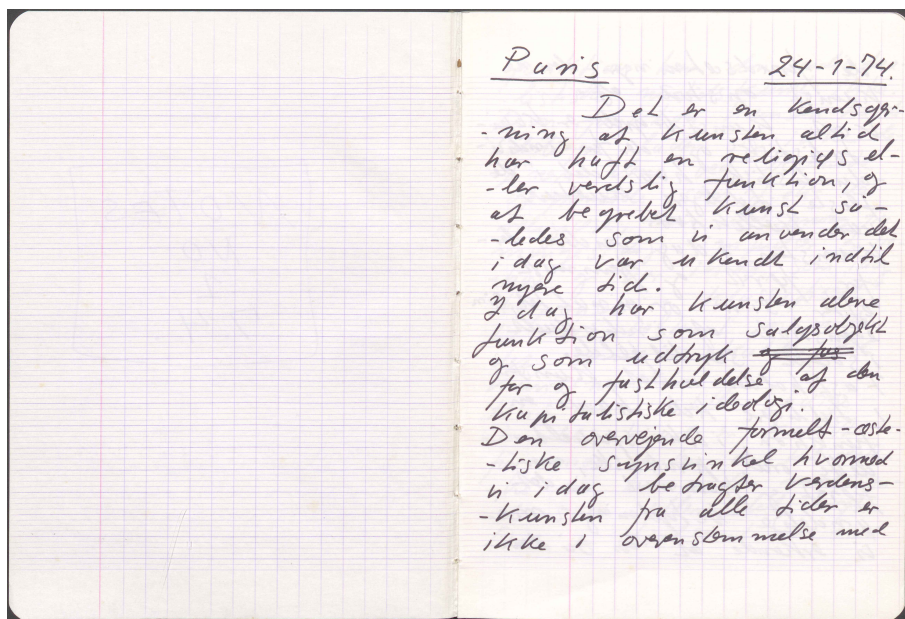 Paris 24-1-74.
Det er en kendsger-
-ning at kunsten altid
har haft en religiøs el-
-ler verdslig funktion, og
at begrebet kunst så-
-ledes som vi anvender det
i dag var ukendt indtil
nyere tid.
I dag har kunsten alene
funktion som salgsobjekt
og som udtryk
for og fastholdelse af den
kapitalistiske ideologi.
Den overvejende formelt-æste-
-tiske synsvinkel hvormed
vi i dag betragter verdens-
-kunsten fra alle tider er
ikke i overenstemmelse med